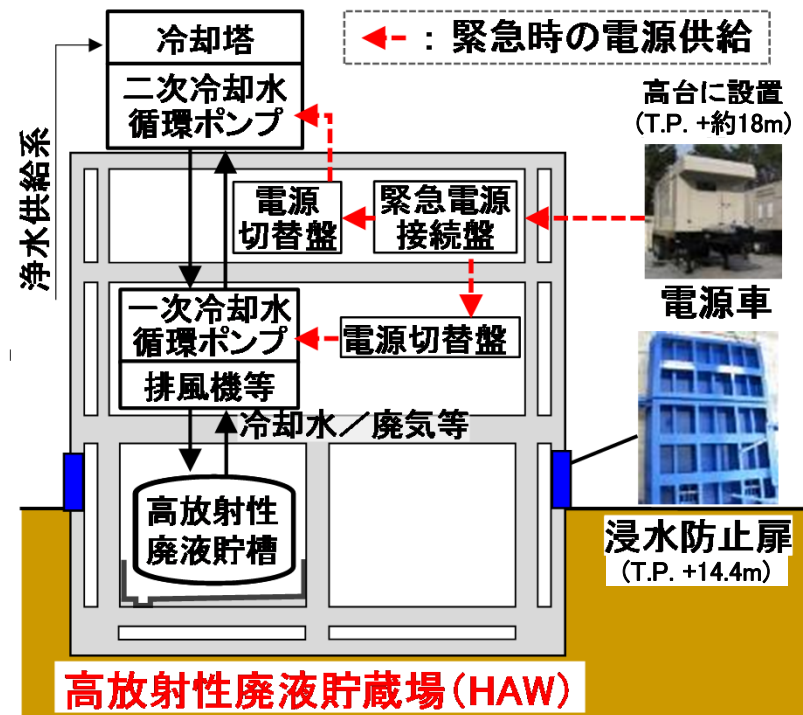 ：緊急時の電源供給
冷却塔
二次冷却水
循環ポンプ
高台に設置
(T.P. +約18m)
浄水供給系
電源
切替盤
緊急電源
接続盤
電源車
一次冷却水
循環ポンプ
電源切替盤
排風機等
冷却水／廃気等
高放射性
廃液貯槽
浸水防止扉
(T.P. +14.4m)
高放射性廃液貯蔵場(HAW)